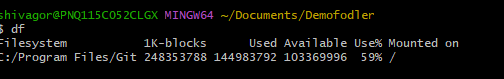 shivagor@PNQ115C052CLGX MINGW64 ~/Documents/Demofodler
$ df
Filesystem 1K-blocks Used Available Use% Mounted on
C:/Program Files/Git 248353788 144983792 103369996 59% /